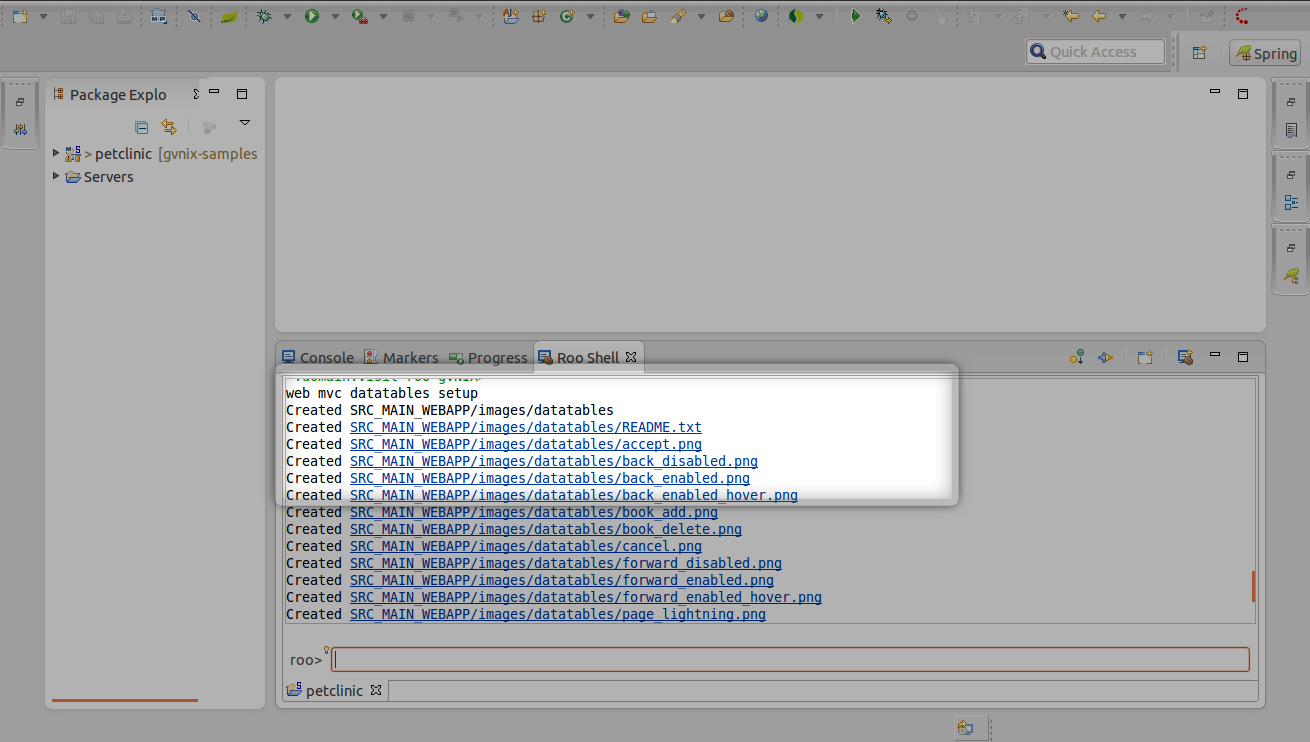 Quick Access
Spring
Package Explo
> petclinic [gvnix-samples
Servers
Console
Markers
Progress
Roo Shell
web mvc datatables setup
Created SRC_MAIN_WEBAPP/images/datatables
Created SRC_MAIN_WEBAPP/images/datatables/README.txt
Created SRC_MAIN_WEBAPP/images/datatables/accept.png
Created SRC_MAIN_WEBAPP/images/datatables/back_disabled.png
Created SRC_MAIN_WEBAPP/images/datatables/back_enabled.png
Created SRC_MAIN_WEBAPP/images/datatables/back_enabled_hover.png
Created SRC_MAIN_WEBAPP/images/datatables/book_add.png
Created SRC_MAIN_WEBAPP/images/datatables/book_delete.png
Created SRC_MAIN_WEBAPP/images/datatables/cancel.png
Created SRC_MAIN_WEBAPP/images/datatables/forward_disabled.png
Created SRC_MAIN_WEBAPP/images/datatables/forward_enabled.png
Created SRC_MAIN_WEBAPP/images/datatables/forward_enabled_hover.png
Created SRC_MAIN_WEBAPP/images/datatables/page_lightning.png
roo>
petclinic